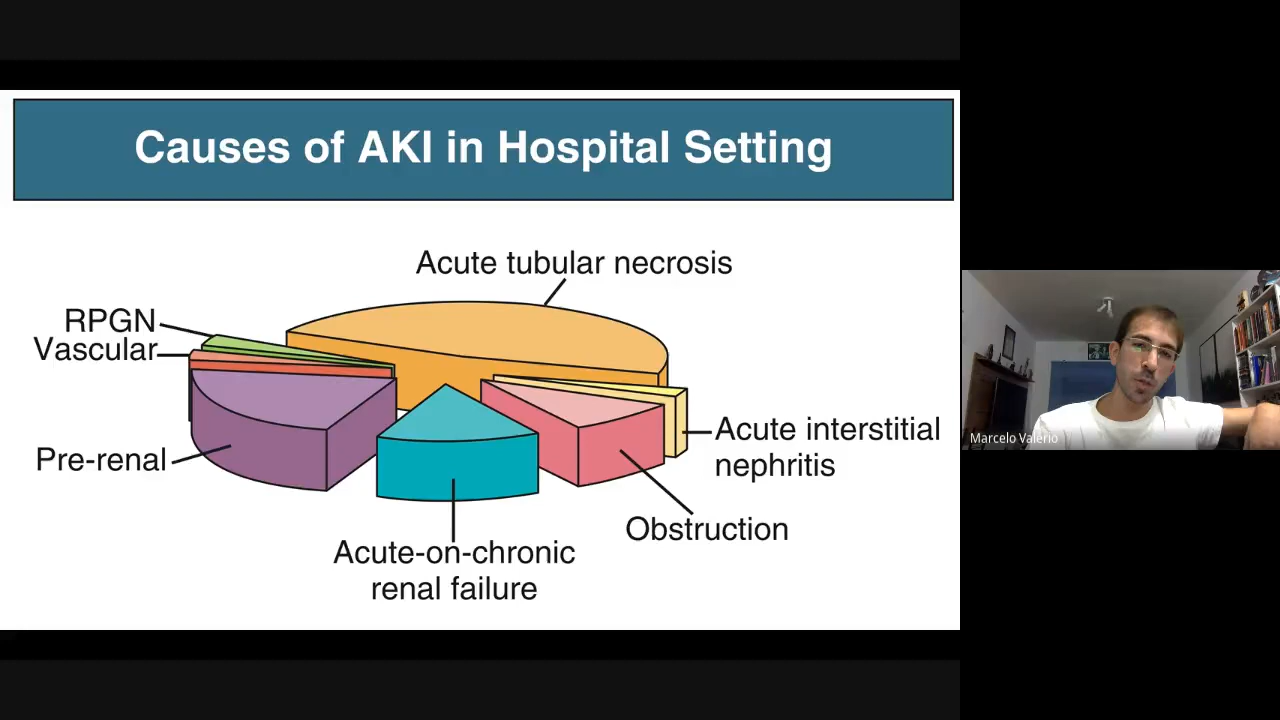 Causes of AKI in Hospital Setting
Acute tubular necrosis
RPGN
Vascular
Pre-renal
Acute interstitial
nephritis
Obstruction
Acute-on-chronic
renal failure
Marcelo Valério